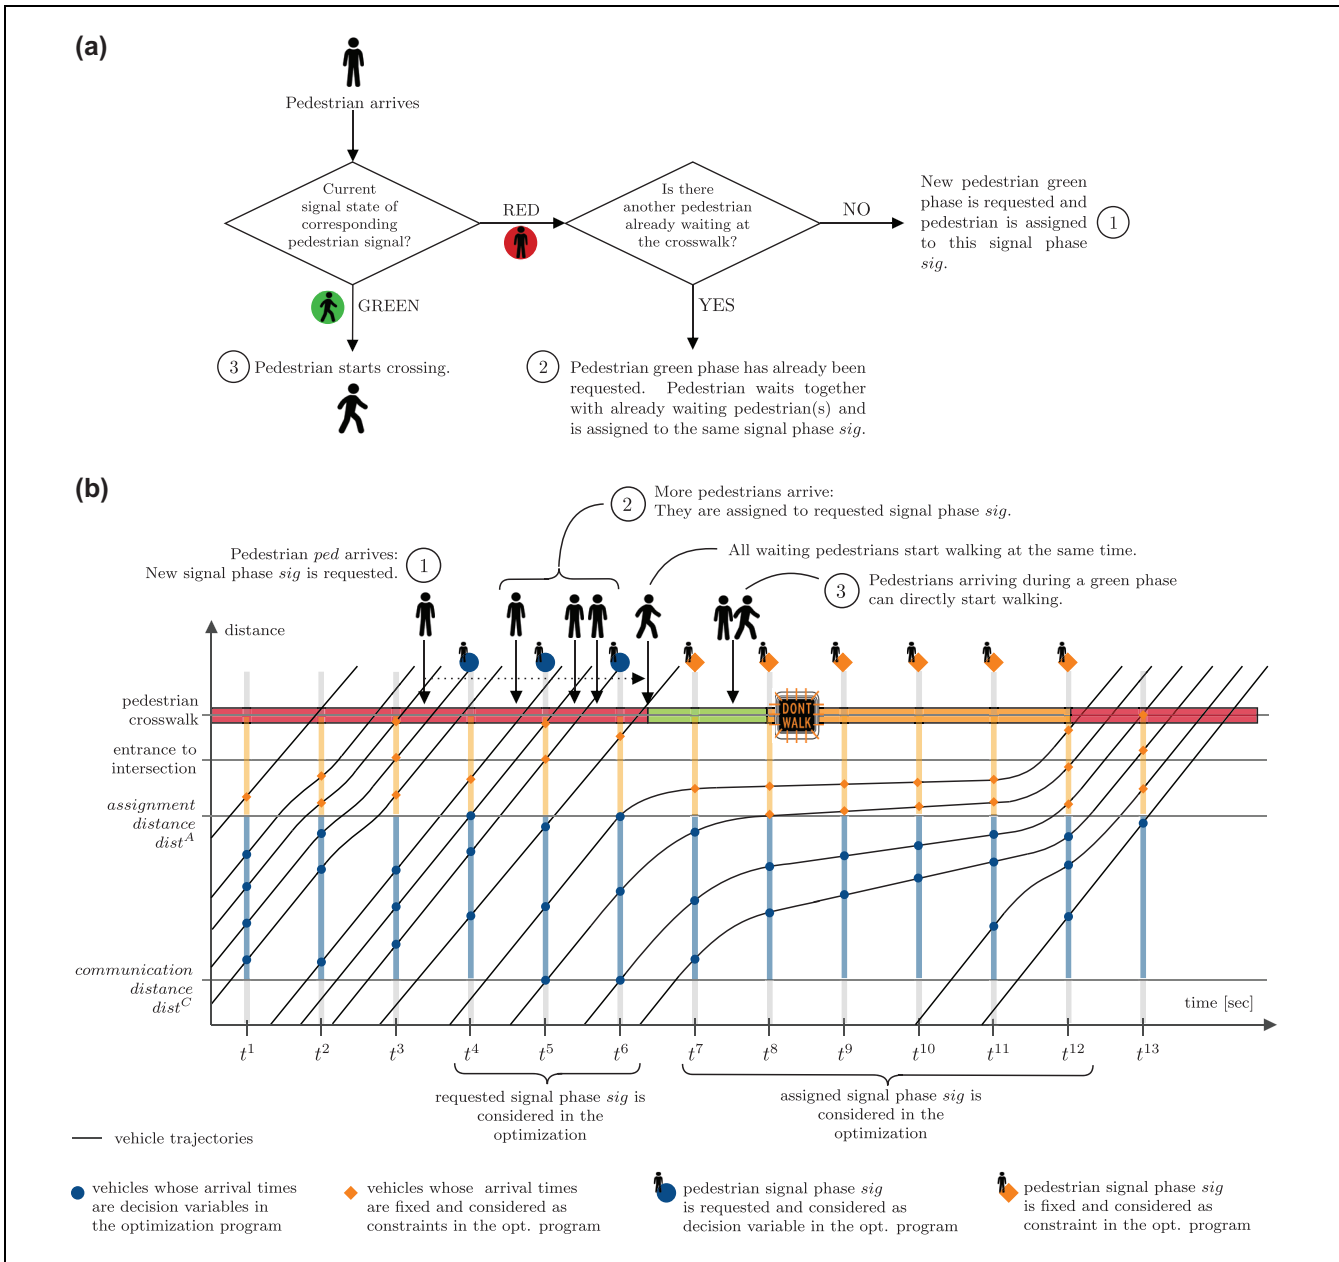 (a)
Pedestrian arrives
Current
signal state of
corresponding
pedestrian signal?
RED
Is there
another pedestrian
already waiting at
the crosswalk?
NO
New pedestrian green
phase is requested and
pedestrian is assigned
to this signal phase
sig.
1
GREEN
YES
3 Pedestrian starts crossing.
2 Pedestrian green phase has already been
requested. Pedestrian waits together
with already waiting pedestrian(s) and
is assigned to the same signal phase sig.
(b)
2 More pedestrians arrive:
They are assigned to requested signal phase sig.
Pedestrian ped arrives:
New signal phase sig is requested.
1
All waiting pedestrians start walking at the same time.
3 Pedestrians arriving during a green phase
can directly start walking.
distance
pedestrian
crosswalk
DONT
WALK
entrance to
intersection
assignment
distance
dist^A
communication
distance
dist^C
time [sec]
t^1 t^2 t^3 t^4 t^5 t^6 t^7 t^8 t^9 t^10 t^11 t^12 t^13
requested signal phase sig is
considered in the
optimization
assigned signal phase sig is
considered in the
optimization
vehicle trajectories
vehicles whose arrival times
are decision variables in
the optimization program
vehicles whose arrival times
are fixed and considered as
constraints in the opt. program
pedestrian signal phase sig
is requested and considered as
decision variable in the opt. program
pedestrian signal phase sig
is fixed and considered as
constraint in the opt. program